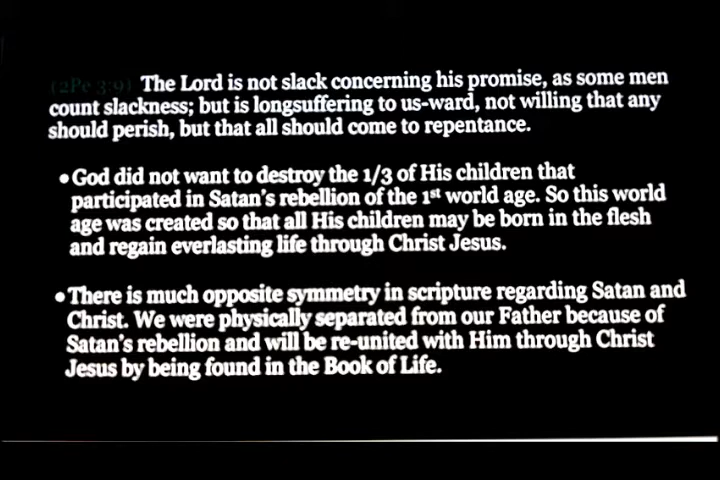 (2Pe 3:9) The Lord is not slack concerning his promise, as some men
count slackness; but is longsuffering to us-ward, not willing that any
should perish, but that all should come to repentance.
•God did not want to destroy the 1/3 of His children that
participated in Satan's rebellion of the 1st world age. So this world
age was created so that all His children may be born in the flesh
and regain everlasting life through Christ Jesus.
•There is much opposite symmetry in scripture regarding Satan and
Christ. We were physically separated from our Father because of
Satan's rebellion and will be re-united with Him through Christ
Jesus by being found in the Book of Life.